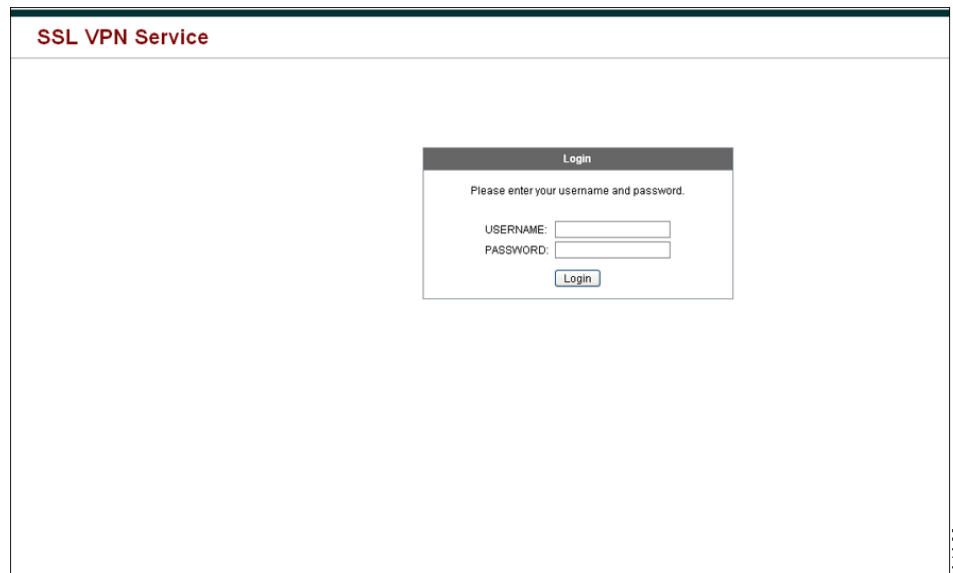 SSL VPN Service
Login
Please enter your username and password.
USERNAME:
PASSWORD:
Login